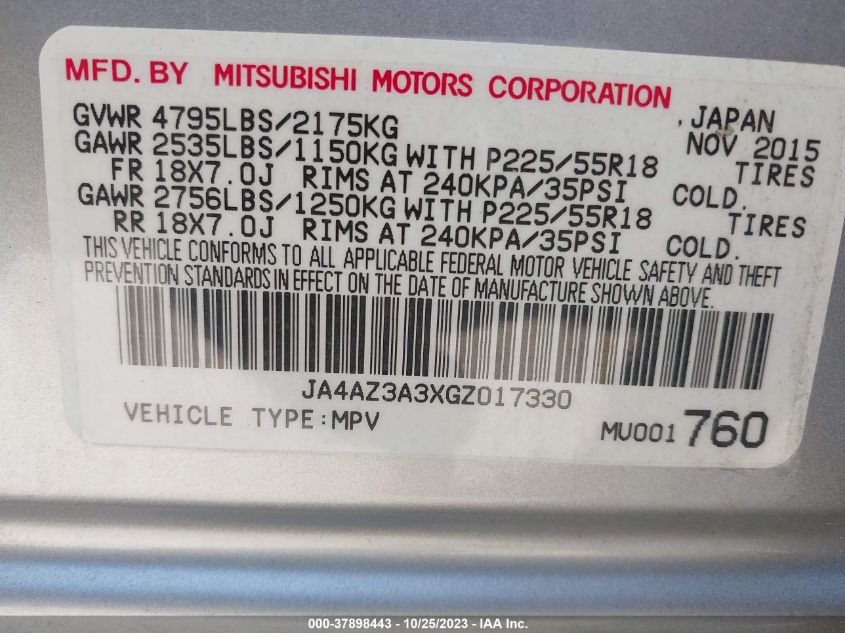 MFD. BY MITSUBISHI MOTORS CORPORATION
GVWR 4795LBS/2175KG , JAPAN
GAWR 2535LBS/1150KG WITH P225/55R18 NOV 2015
FR 18X7.0J RIMS AT 240KPA/35PSI COLD. TIRES
GAWR 2756LBS/1250KG WITH P225/55R18 TIRES
RR 18X7.0J RIMS AT 240KPA/35PSI COLD.
THIS VEHICLE CONFORMS TO ALL APPLICABLE FEDERAL MOTOR VEHICLE SAFETY AND THEFT
PREVENTION STANDARDS IN EFFECT ON THE DATE OF MANUFACTURE SHOWN ABOVE.
JA4AZ3A3XGZ017330
VEHICLE TYPE:MPV MU001 760
000-37898443 - 10/25/2023 - IAA Inc.